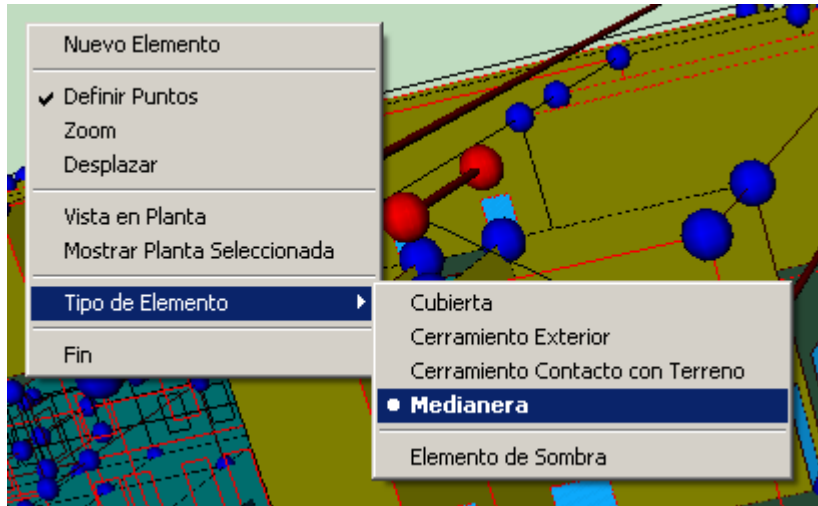 Nuevo Elemento
Definir Puntos
Zoom
Desplazar
Vista en Planta
Mostrar Planta Seleccionada
Tipo de Elemento
Fin
Cubierta
Cerramiento Exterior
Cerramiento Contacto con Terreno
Medianera
Elemento de Sombra